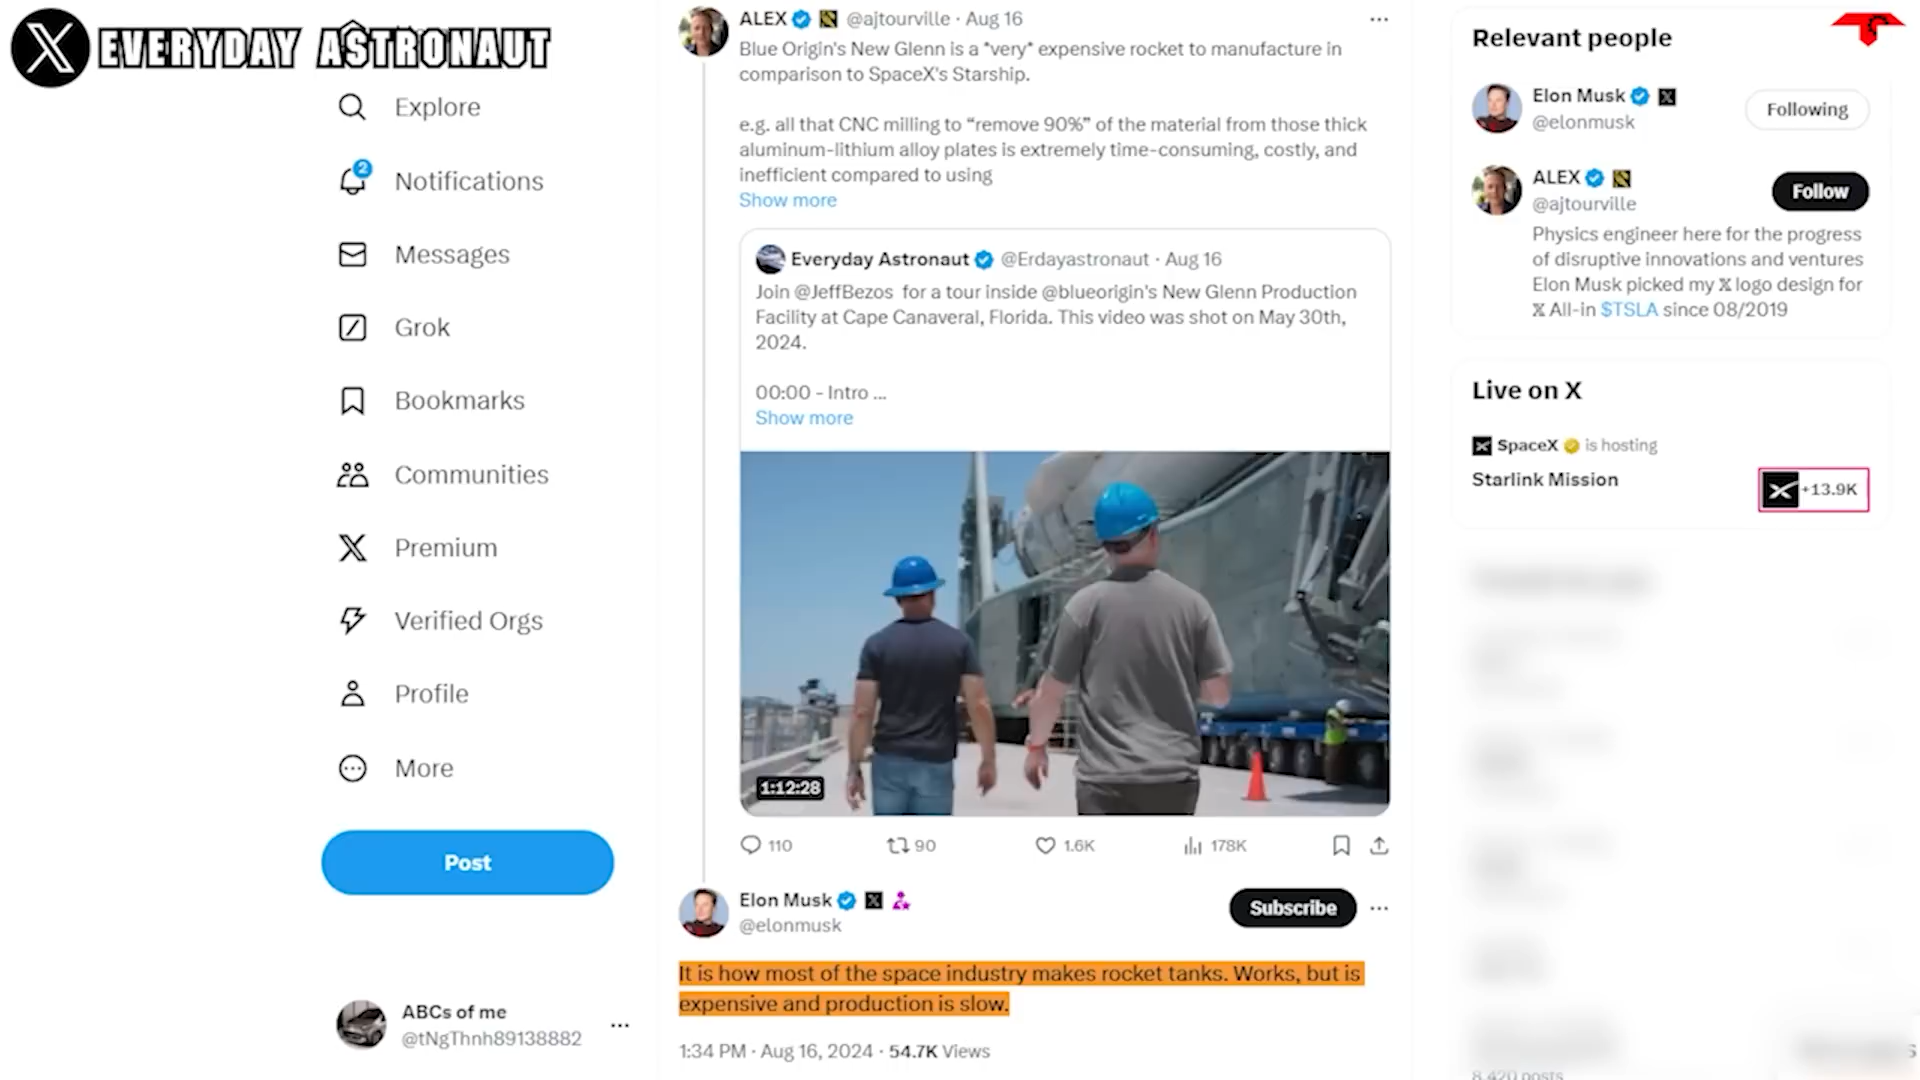 EVERYDAY ASTRONAUT
Explore
2
Notifications
Messages
Grok
Bookmarks
Communities
Premium
Verified Orgs
Profile
More
Post
ABCs of me
@tNgThnh89138882
ALEX @ajtourville · Aug 16
Blue Origin's New Glenn is a *very* expensive rocket to manufacture in
comparison to SpaceX's Starship.
e.g. all that CNC milling to “remove 90%” of the material from those thick
aluminum-lithium alloy plates is extremely time-consuming, costly, and
inefficient compared to using
Show more
Everyday Astronaut @Erdayastronaut · Aug 16
Join @JeffBezos for a tour inside @blueorigin's New Glenn Production
Facility at Cape Canaveral, Florida. This video was shot on May 30th,
2024.
00:00 - Intro ...
Show more
1:12:28
110 90 1.6K 178K
Elon Musk
@elonmusk
Subscribe
It is how most of the space industry makes rocket tanks. Works, but is
expensive and production is slow.
1:34 PM · Aug 16, 2024 · 54.7K Views
Relevant people
Elon Musk
@elonmusk
Following
ALEX
@ajtourville
Follow
Physics engineer here for the progress
of disruptive innovations and ventures
Elon Musk picked my 𝕏 logo design for
𝕏 All-in $TSLA since 08/2019
Live on X
SpaceX is hosting
Starlink Mission
+13.9K
8,420 posts